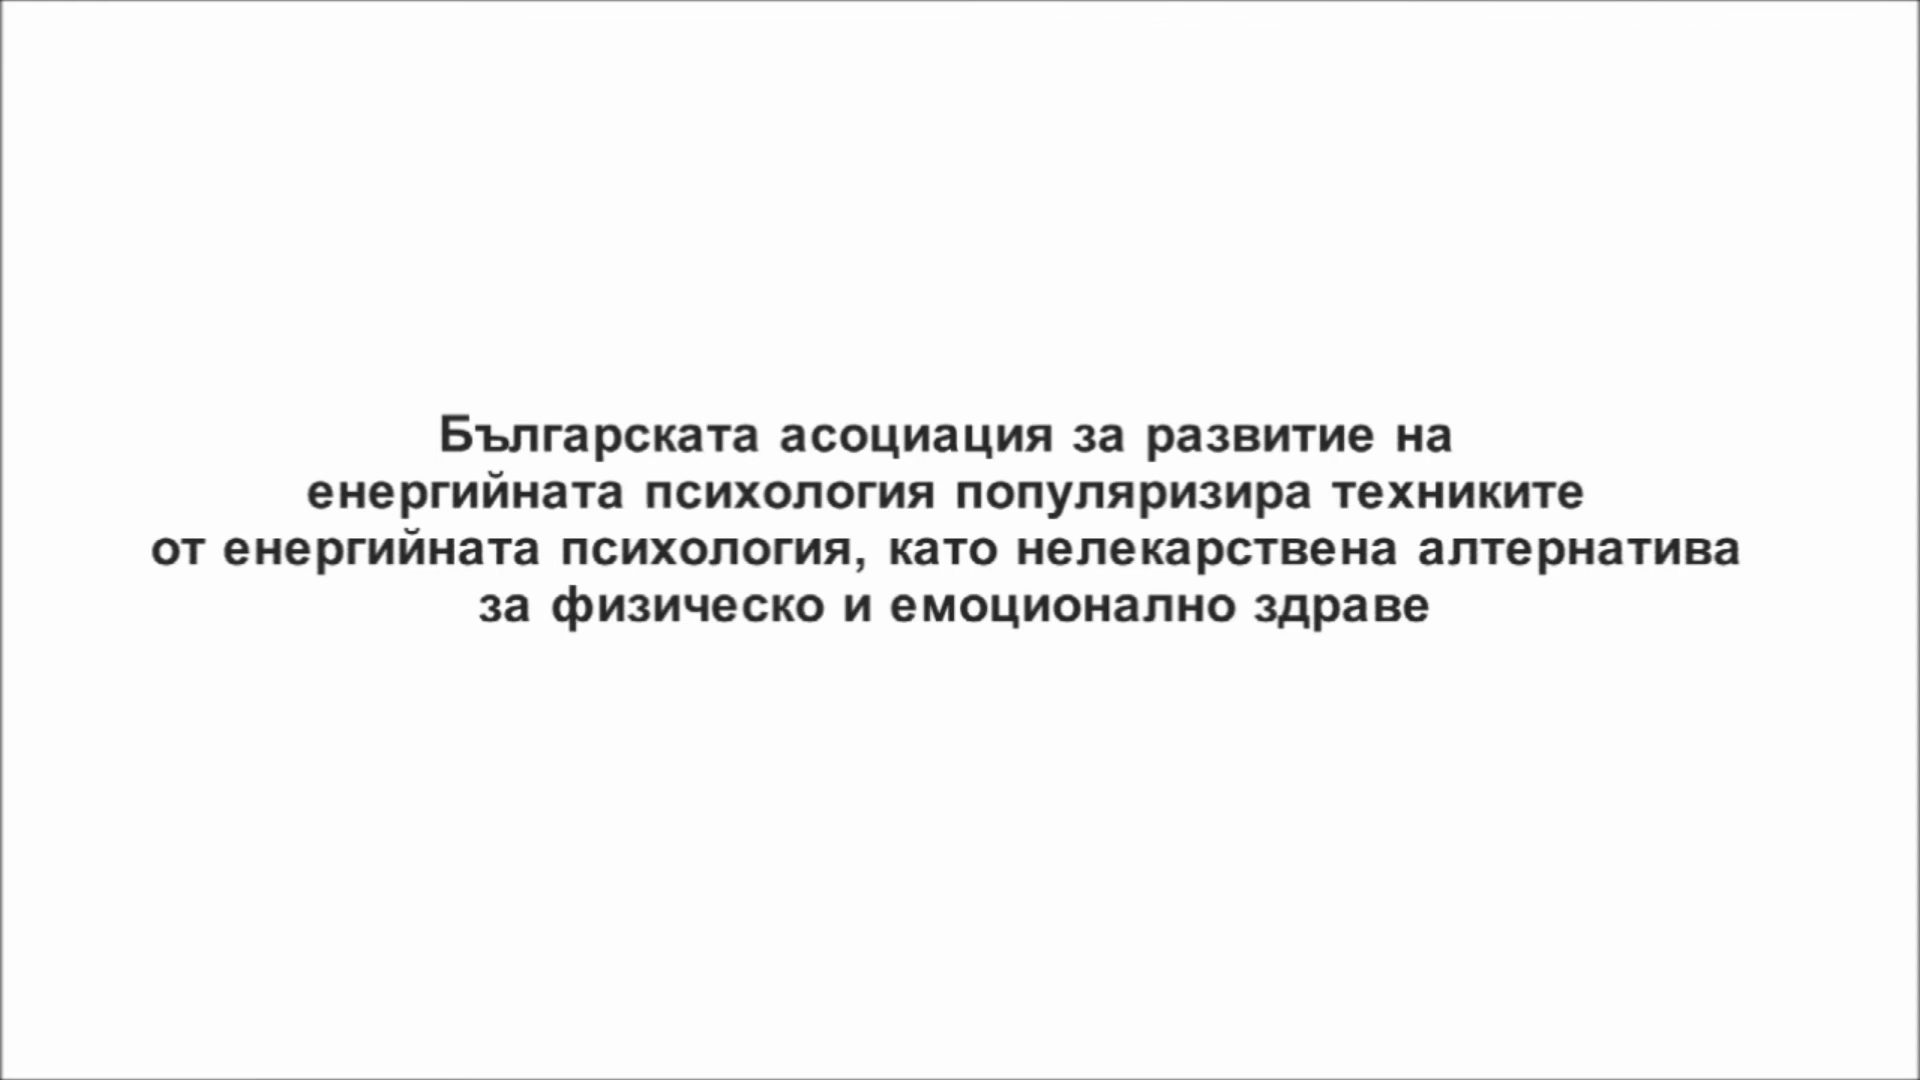 Българската асоциация за развитие на
енергийната психология популяризира техниките
от енергийната психология, като нелекарствена алтернатива
за физическо и емоционално здраве